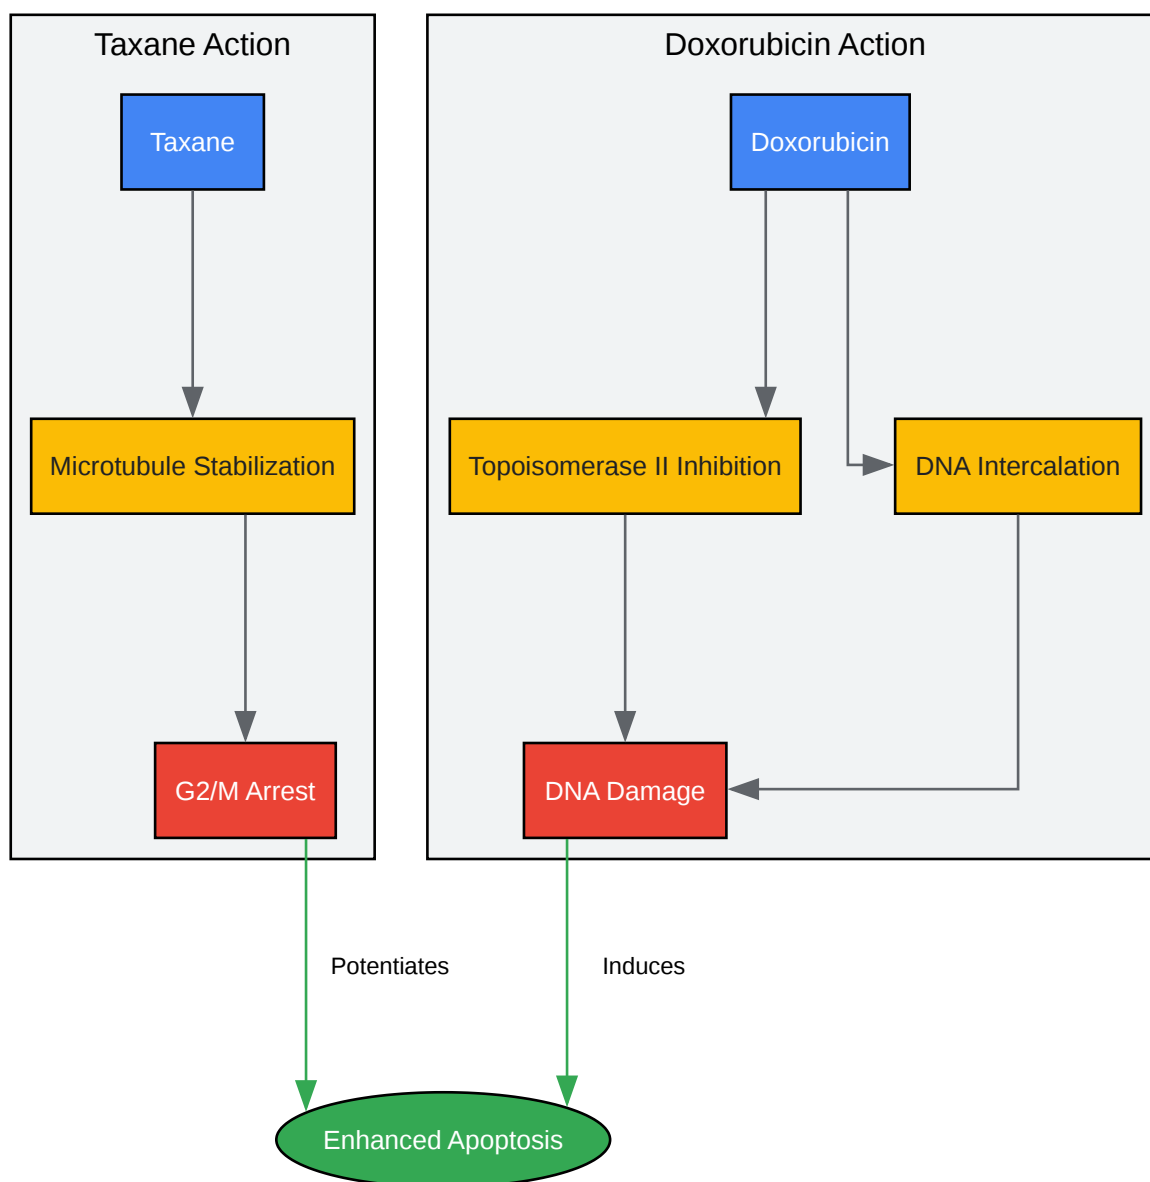 Taxane Action
Doxorubicin Action
Taxane
Doxorubicin
Microtubule Stabilization
Topoisomerase II Inhibition
DNA Intercalation
G2/M Arrest
DNA Damage
Potentiates
Induces
Enhanced Apoptosis